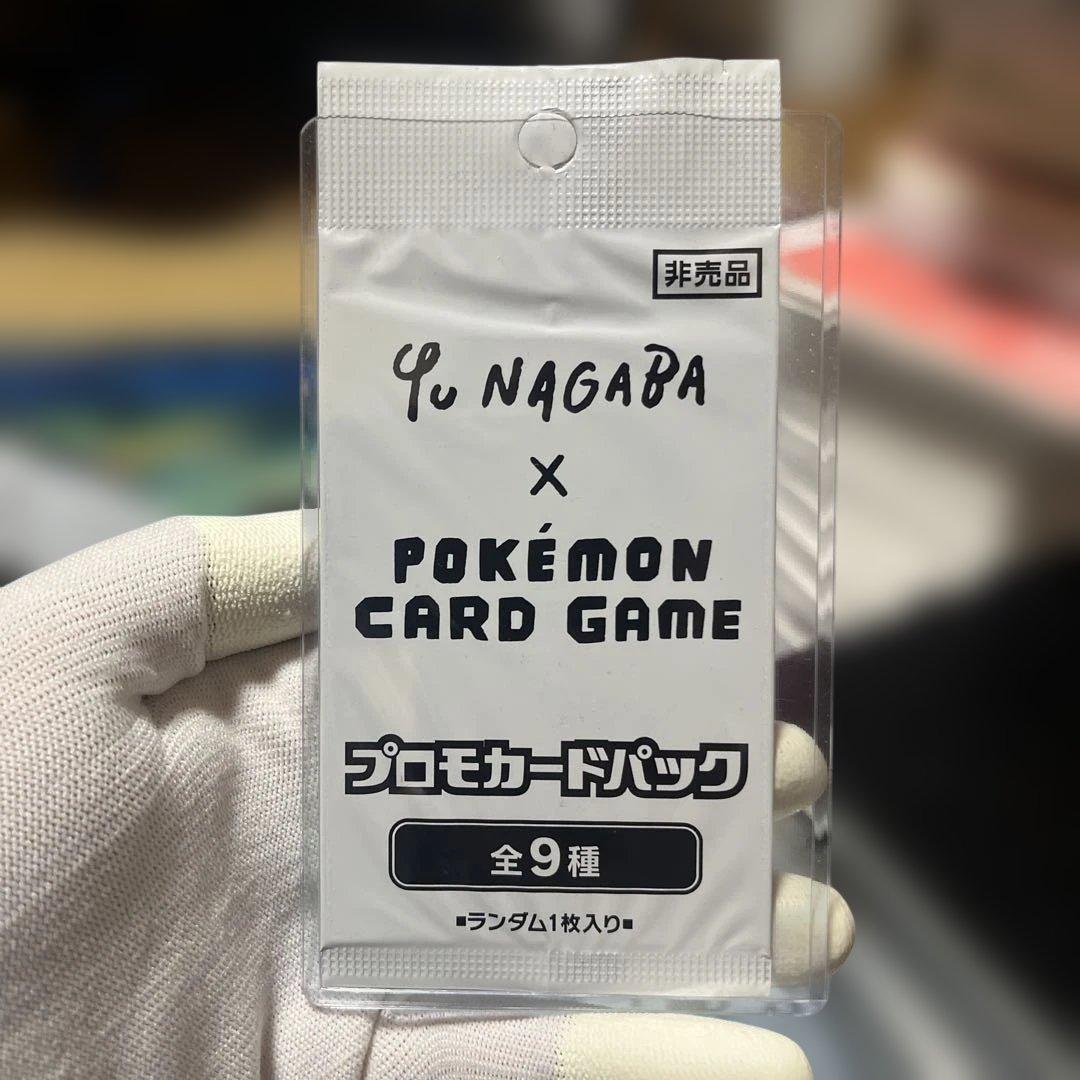 非売品
Yu NAGABA
×
POKÉMON
CARD GAME
プロモカードパック
全9種
■ランダム1枚入り■